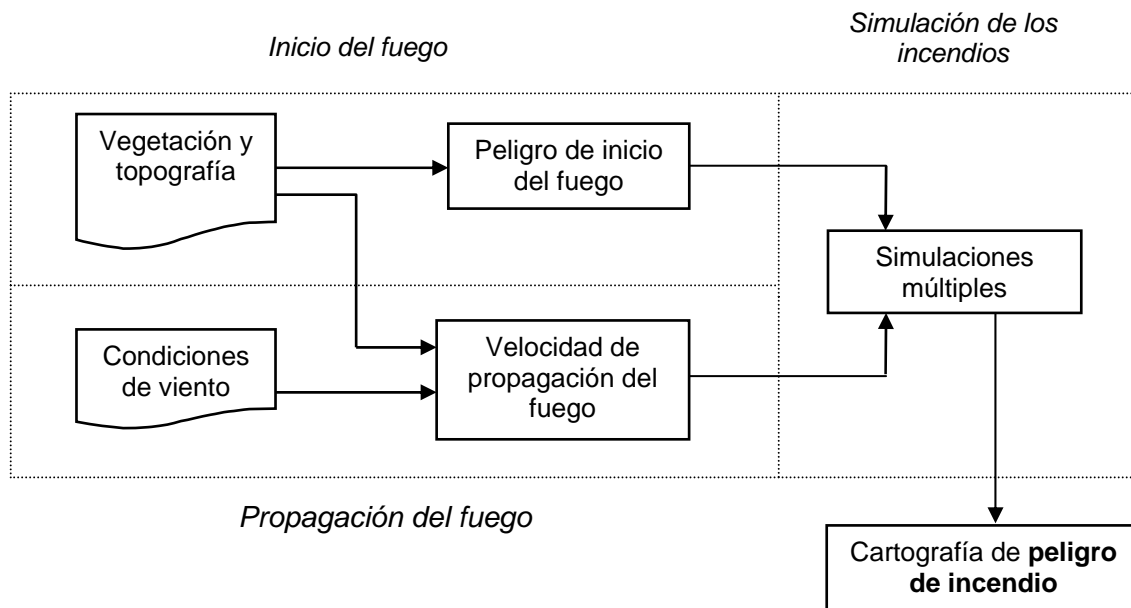 Inicio del fuego
Simulación de los
incendios
Vegetación y
topografía
Peligro de inicio
del fuego
Simulaciones
múltiples
Condiciones
de viento
Velocidad de
propagación del
fuego
Propagación del fuego
Cartografía de peligro
de incendio